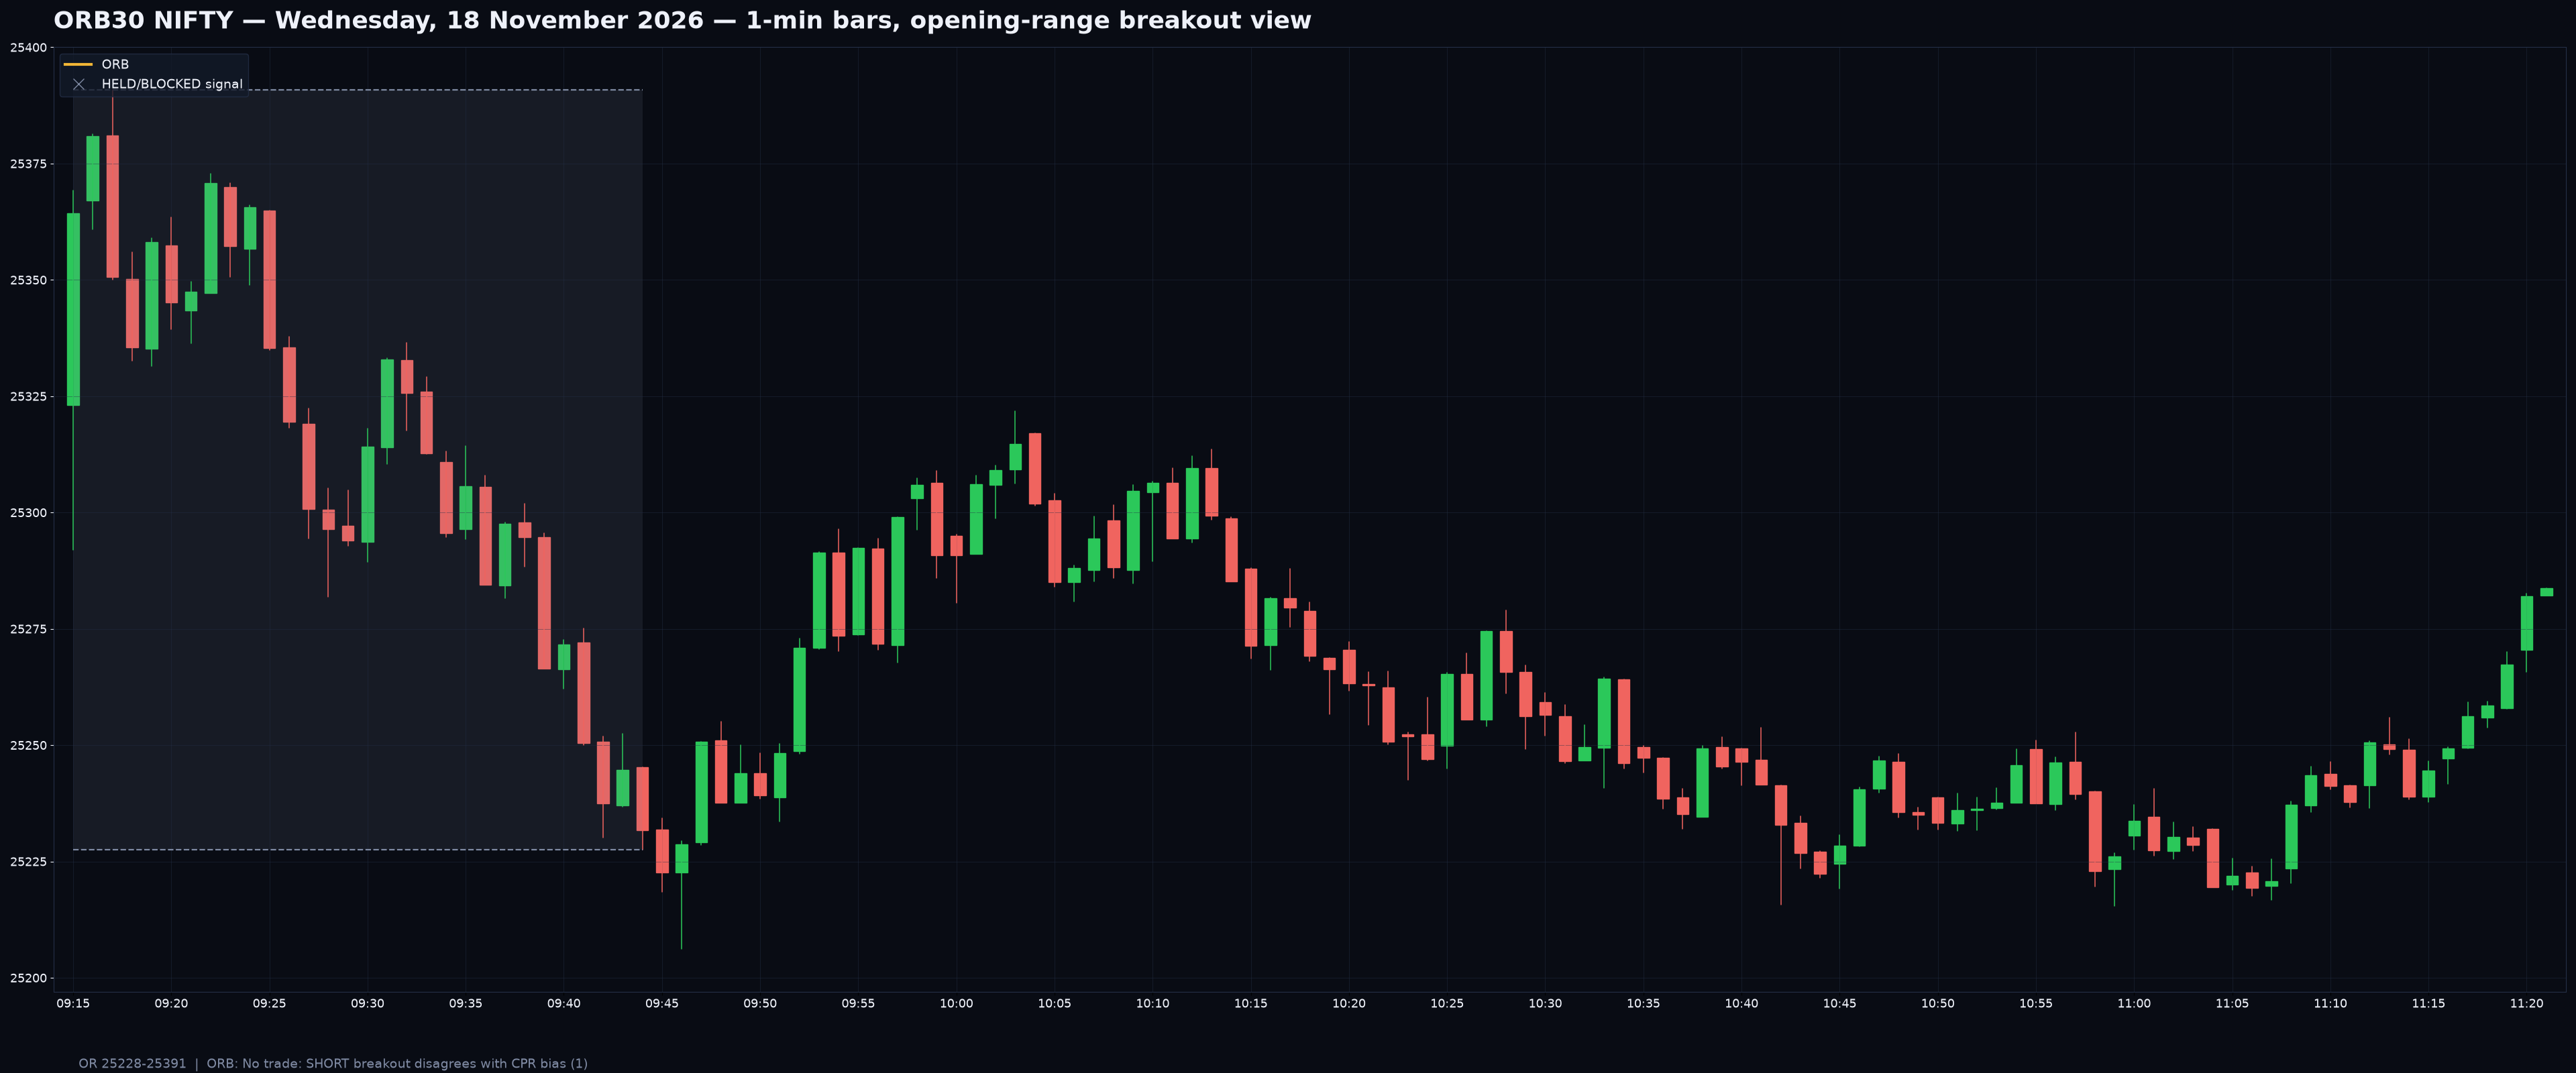 ORB30 NIFTY — Wednesday, 18 November 2026 — 1-min bars, opening-range breakout view
25400
ORB
HELD/BLOCKED signal
25375
25350
25325
25300
25275
25250
25225
25200
09:15 09:20 09:25 09:30 09:35 09:40 09:45 09:50 09:55 10:00 10:05 10:10 10:15 10:20 10:25 10:30 10:35 10:40 10:45 10:50 10:55 11:00 11:05 11:10 11:15 11:20
OR 25228-25391 | ORB: No trade: SHORT breakout disagrees with CPR bias (1)